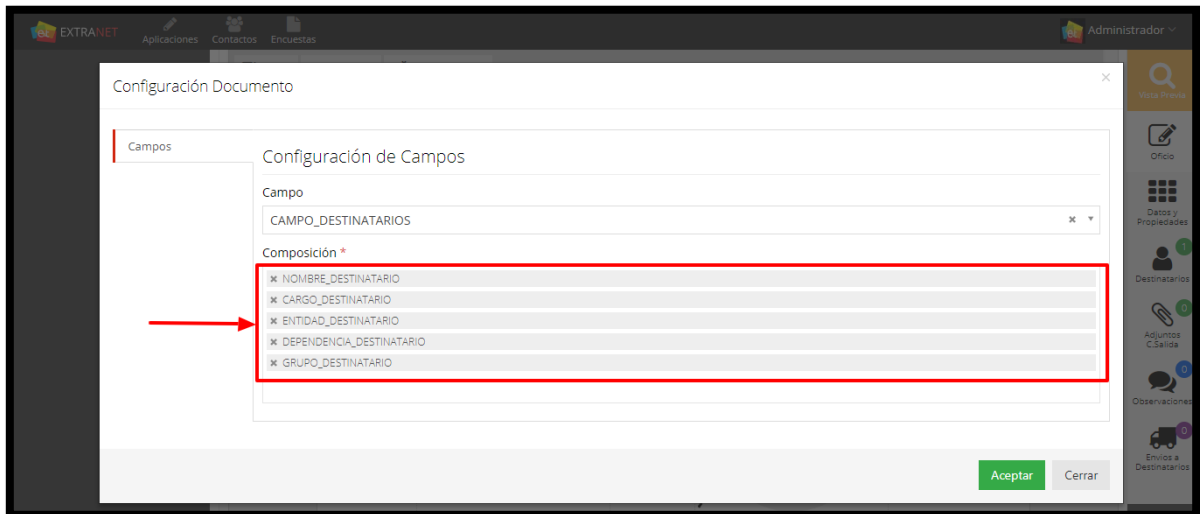 EXTRANET
Aplicaciones
Contactos
Encuestas
Administrador
Configuración Documento
×
Vista Previa
Campos
Configuración de Campos
Oficio
Campo
CAMPO_DESTINATARIOS
Datos y
Propiedades
Composición *
NOMBRE_DESTINATARIO
CARGO_DESTINATARIO
ENTIDAD_DESTINATARIO
DEPENDENCIA_DESTINATARIO
GRUPO_DESTINATARIO
1
Destinatarios
0
Adjuntos
C.Salida
0
Observaciones
0
Envios a
Destinatarios
Aceptar
Cerrar